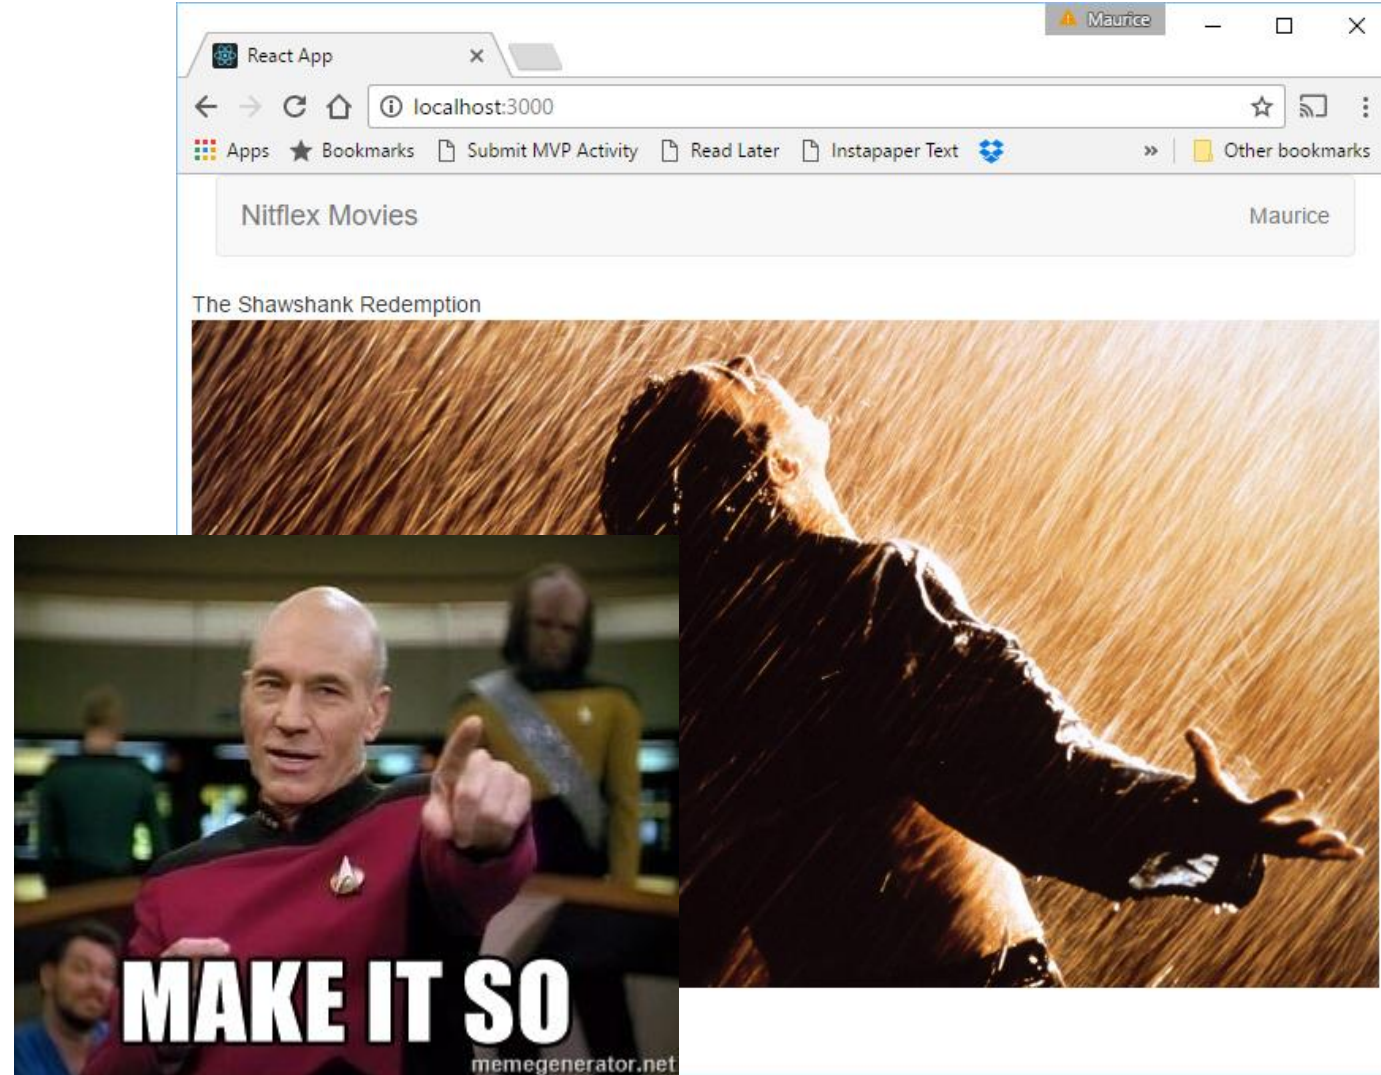 Maurice
React App
localhost:3000
Apps Bookmarks Submit MVP Activity Read Later Instapaper Text » Other bookmarks
Nitflex Movies Maurice
The Shawshank Redemption
MAKE IT SO
memegenerator.net